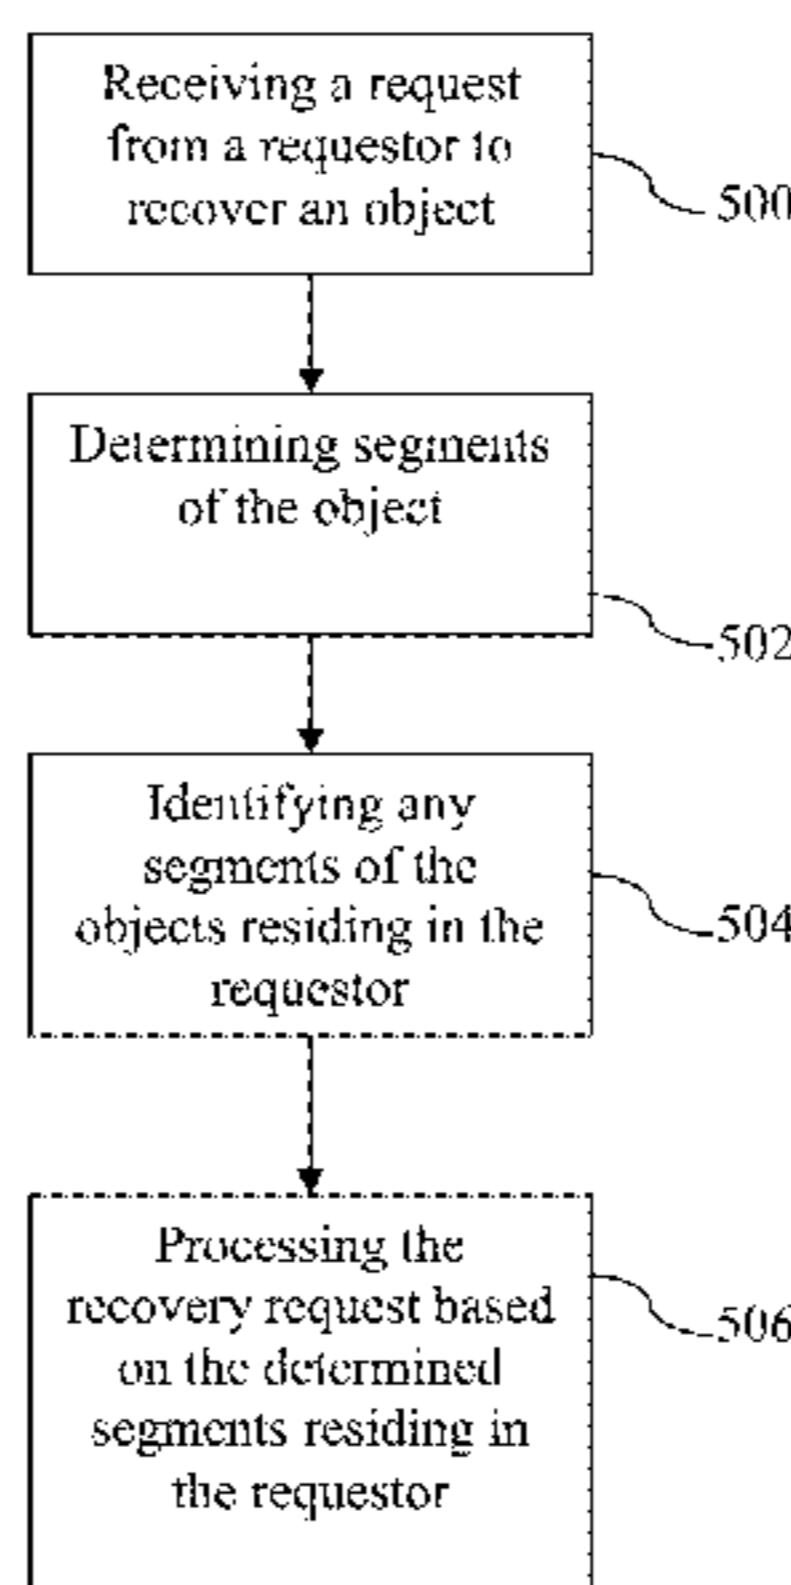 Receiving a request
from a requestor to
recover an object
500
Determining segments
of the object
502
Identifying any
segments of the
objects residing in the
requestor
504
Processing the
recovery request based
on the determined
segments residing in
the requestor
506